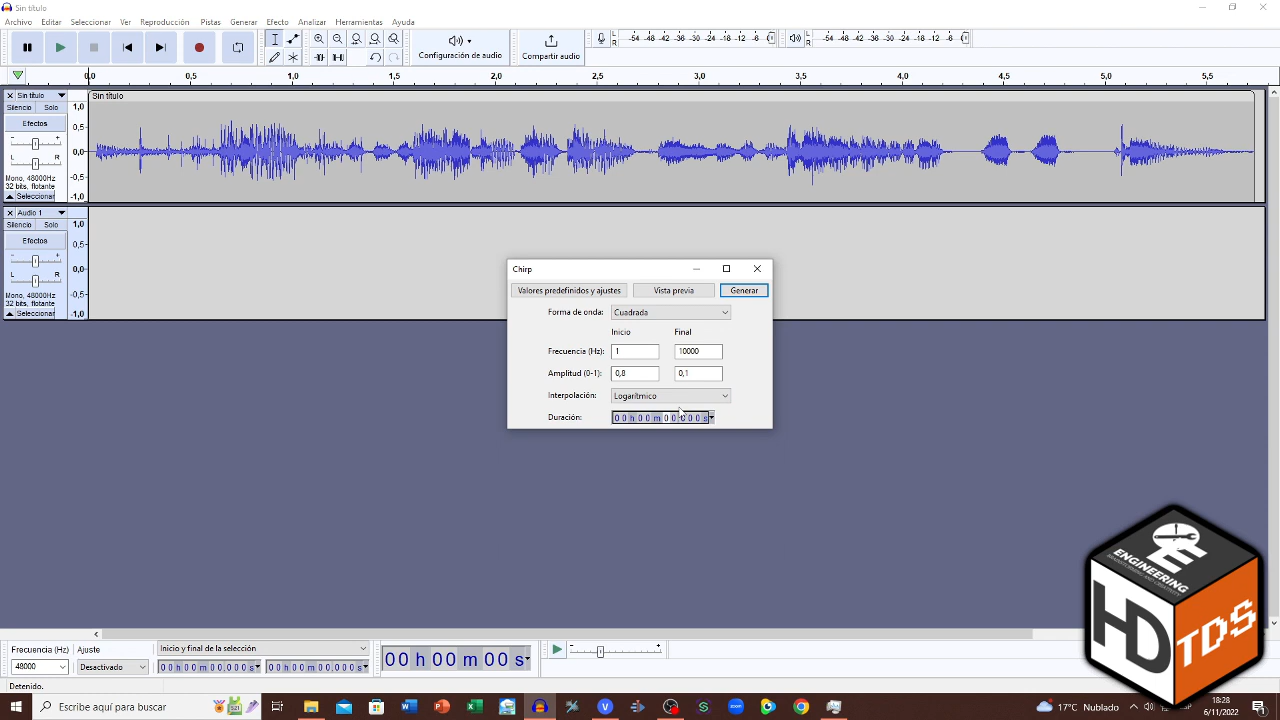 Sin título
Archivo Editar Seleccionar Ver Reproducción Pistas Generar Efecto Analizar Herramientas Ayuda
Configuración de audio
Compartir audio
L
R
-54 -48 -42 -36 -30 -24 -18 -12 -6
L
R
-54 -48 -42 -36 -30 -24 -18 -12 -6
0,0 0,5 1,0 1,5 2,0 2,5 3,0 3,5 4,0 4,5 5,0 5,5
Sin título
Silencio Solo
Efectos
- +
L R
Mono, 48000Hz
32 bits, flotante
Seleccionar
1,0
0,5
0,0
-0,5
-1,0
Sin título
Audio 1
Silencio Solo
Efectos
- +
L R
Mono, 48000Hz
32 bits, flotante
Seleccionar
1,0
0,5
0,0
-0,5
-1,0
Chirp
Valores predefinidos y ajustes Vista previa Generar
Forma de onda: Cuadrada
Inicio Final
Frecuencia (Hz): 1 10000
Amplitud (0-1): 0,8 0,1
Interpolación: Logarítmico
Duración:
E
ENGINEERING
HD
TDS
Frecuencia (Hz) Ajuste Inicio y final de la selección
48000 Desactivado 00 h 00 m 00,000 s 00 h 00 m 00,000 s
00 h 00 m 00 s
Detenido.
Escribe aquí para buscar
17°C Nublado
18:28
6/11/2022